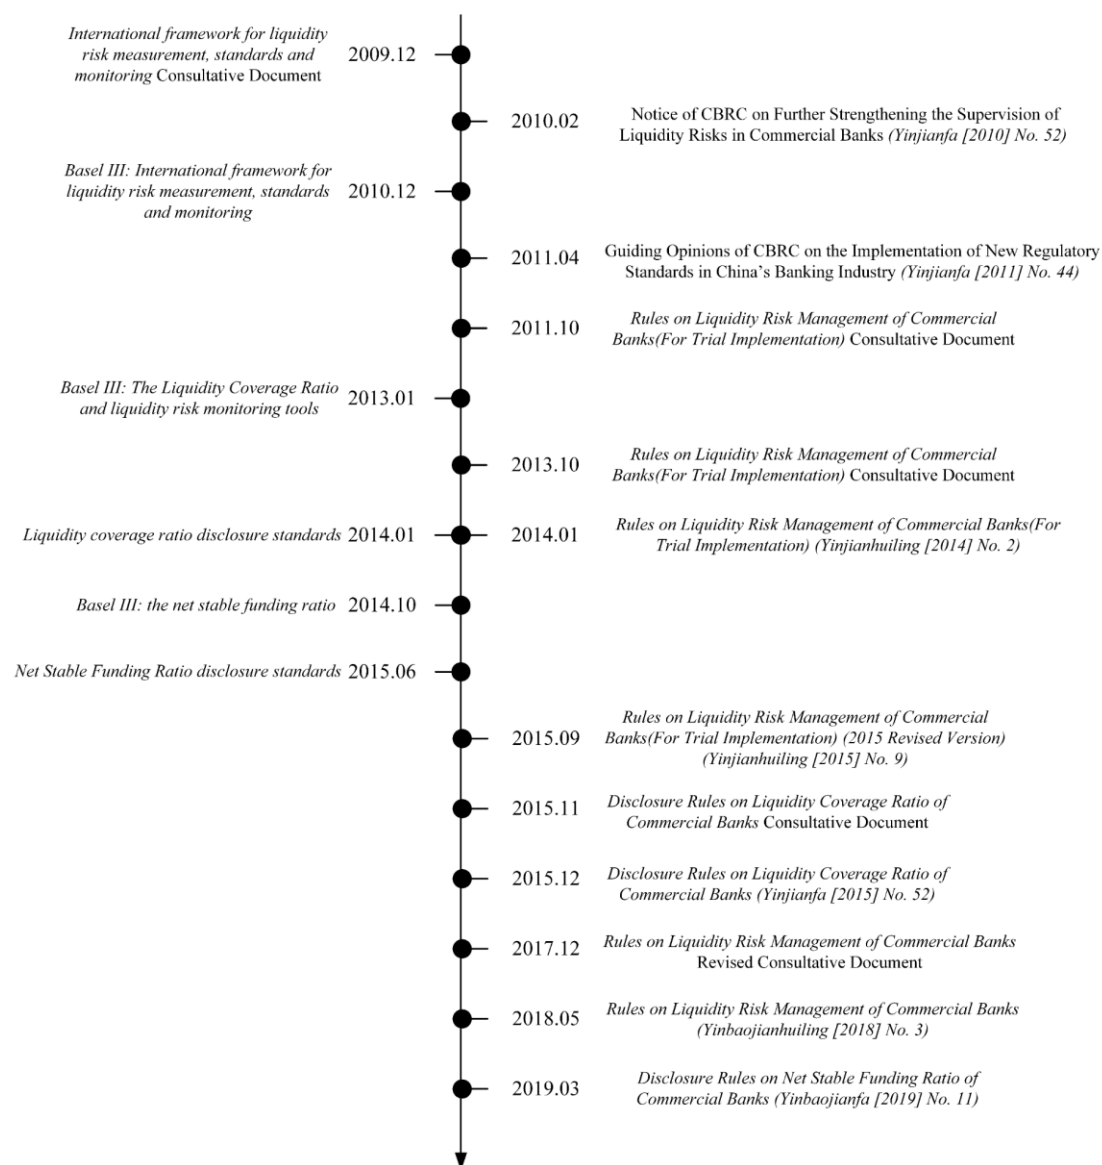 International framework for liquidity
risk measurement, standards and
monitoring Consultative Document
2009.12
2010.02
Notice of CBRC on Further Strengthening the Supervision of
Liquidity Risks in Commercial Banks (Yinjianfa [2010] No. 52)
Basel III: International framework for
liquidity risk measurement, standards
and monitoring
2010.12
2011.04
Guiding Opinions of CBRC on the Implementation of New Regulatory
Standards in China's Banking Industry (Yinjianfa [2011] No. 44)
2011.10
Rules on Liquidity Risk Management of Commercial
Banks(For Trial Implementation) Consultative Document
Basel III: The Liquidity Coverage Ratio
and liquidity risk monitoring tools
2013.01
2013.10
Rules on Liquidity Risk Management of Commercial
Banks(For Trial Implementation) Consultative Document
Liquidity coverage ratio disclosure standards
2014.01
2014.01
Rules on Liquidity Risk Management of Commercial Banks(For
Trial Implementation) (Yinjianhuiling [2014] No. 2)
Basel III: the net stable funding ratio
2014.10
Net Stable Funding Ratio disclosure standards
2015.06
2015.09
Rules on Liquidity Risk Management of Commercial
Banks(For Trial Implementation) (2015 Revised Version)
(Yinjianhuiling [2015] No. 9)
2015.11
Disclosure Rules on Liquidity Coverage Ratio of
Commercial Banks Consultative Document
2015.12
Disclosure Rules on Liquidity Coverage Ratio of
Commercial Banks (Yinjianfa [2015] No. 52)
2017.12
Rules on Liquidity Risk Management of Commercial Banks
Revised Consultative Document
2018.05
Rules on Liquidity Risk Management of Commercial Banks
(Yinbaojianhuiling [2018] No. 3)
2019.03
Disclosure Rules on Net Stable Funding Ratio of
Commercial Banks (Yinbaojianfa [2019] No. 11)